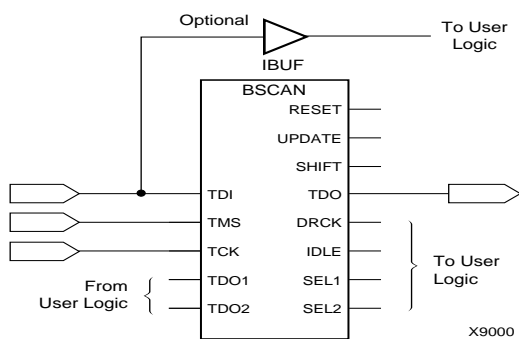 Optional
To User
Logic
IBUF
BSCAN
RESET
UPDATE
SHIFT
TDI
TDO
TMS
DRCK
TCK
IDLE
From
User Logic
TDO1
SEL1
To User
Logic
TDO2
SEL2
X9000